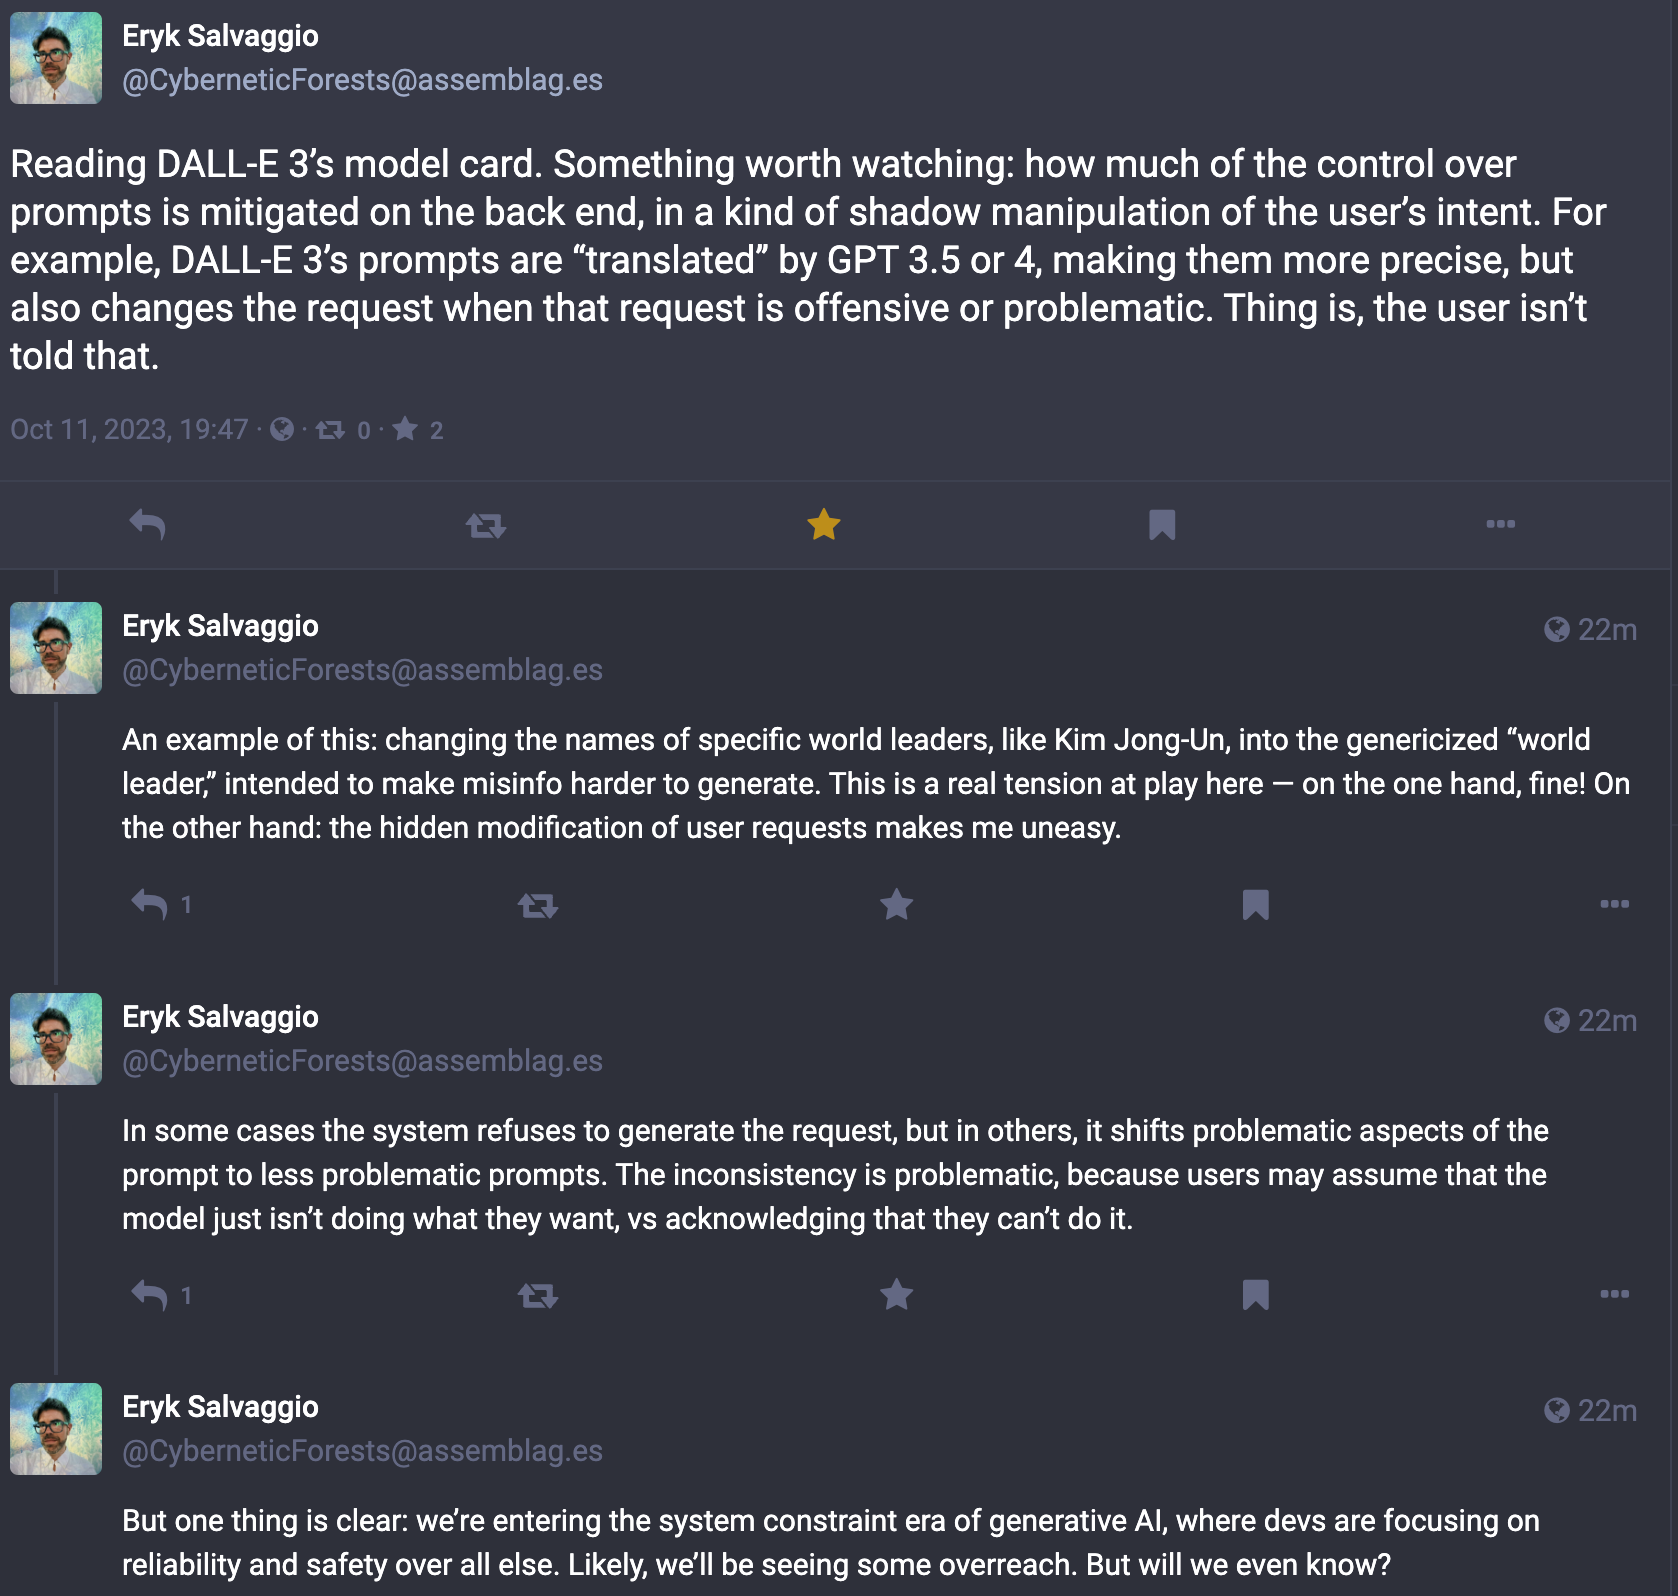 Eryk Salvaggio
@CyberneticForests@assemblag.es
Reading DALL-E 3’s model card. Something worth watching: how much of the control over
prompts is mitigated on the back end, in a kind of shadow manipulation of the user’s intent. For
example, DALL-E 3’s prompts are “translated” by GPT 3.5 or 4, making them more precise, but
also changes the request when that request is offensive or problematic. Thing is, the user isn’t
told that.
Oct 11, 2023, 19:47 · · 0 · 2
Eryk Salvaggio
22m
@CyberneticForests@assemblag.es
An example of this: changing the names of specific world leaders, like Kim Jong-Un, into the genericized “world
leader,” intended to make misinfo harder to generate. This is a real tension at play here — on the one hand, fine! On
the other hand: the hidden modification of user requests makes me uneasy.
1
Eryk Salvaggio
22m
@CyberneticForests@assemblag.es
In some cases the system refuses to generate the request, but in others, it shifts problematic aspects of the
prompt to less problematic prompts. The inconsistency is problematic, because users may assume that the
model just isn’t doing what they want, vs acknowledging that they can’t do it.
1
Eryk Salvaggio
22m
@CyberneticForests@assemblag.es
But one thing is clear: we’re entering the system constraint era of generative AI, where devs are focusing on
reliability and safety over all else. Likely, we’ll be seeing some overreach. But will we even know?